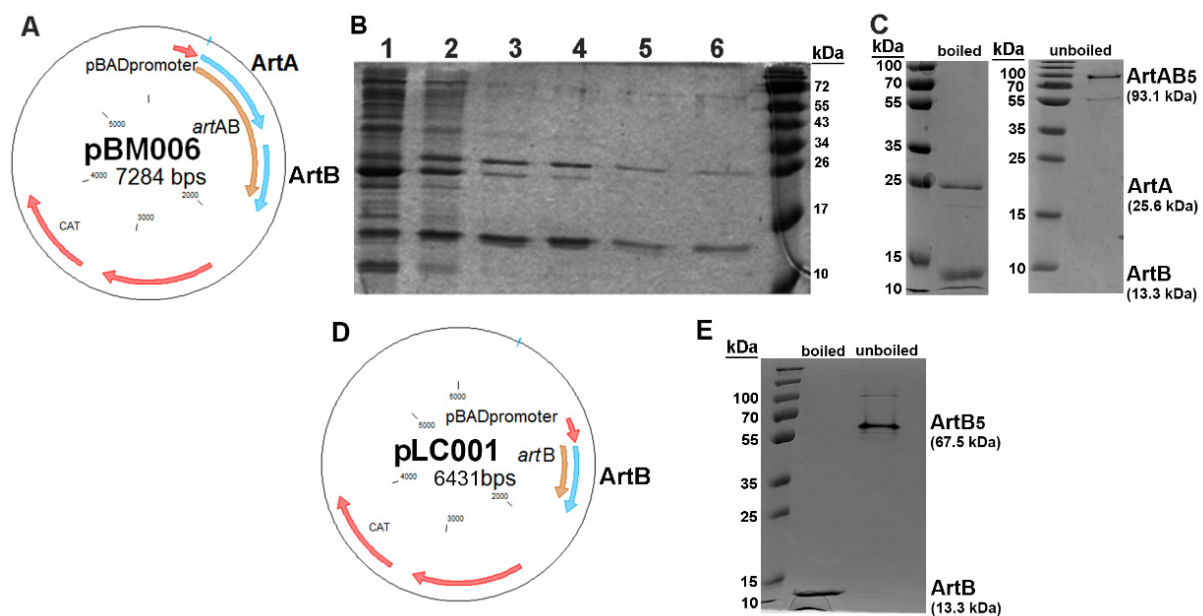 A
pBADpromoter
ArtA
artAB
5000
pBM006
7284 bps
4000
2000
3000
CAT
ArtB
B
1 2 3 4 5 6
kDa
72
55
43
34
26
17
10
C
kDa
boiled
100
70
55
35
25
15
10
kDa
unboiled
100
70
55
35
25
15
10
ArtAB5
(93.1 kDa)
ArtA
(25.6 kDa)
ArtB
(13.3 kDa)
D
5000
pBADpromoter
5000
pLC001
artB
ArtB
6431bps
4000
2000
3000
CAT
E
kDa
boiled unboiled
100
70
55
35
25
15
10
ArtB5
(67.5 kDa)
ArtB
(13.3 kDa)